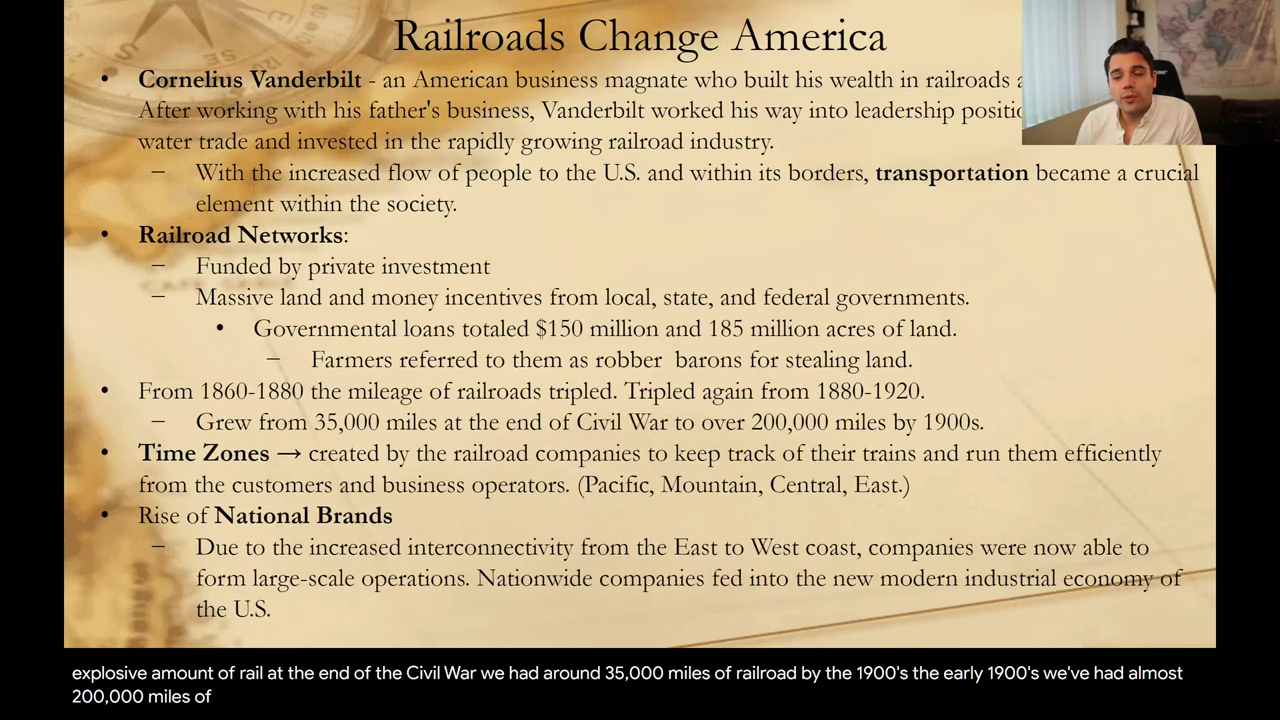 Railroads Change America
• Cornelius Vanderbilt - an American business magnate who built his wealth in railroads
After working with his father's business, Vanderbilt worked his way into leadership
water trade and invested in the rapidly growing railroad industry.
– With the increased flow of people to the U.S. and within its borders, transportation became a crucial
element within the society.
• Railroad Networks:
– Funded by private investment
– Massive land and money incentives from local, state, and federal governments.
• Governmental loans totaled $150 million and 185 million acres of land.
– Farmers referred to them as robber  barons for stealing land.
• From 1860-1880 the mileage of railroads tripled. Tripled again from 1880-1920.
– Grew from 35,000 miles at the end of Civil War to over 200,000 miles by 1900s.
• Time Zones → created by the railroad companies to keep track of their trains and run them efficiently
from the customers and business operators. (Pacific, Mountain, Central, East.)
• Rise of National Brands
– Due to the increased interconnectivity from the East to West coast, companies were now able to
form large-scale operations. Nationwide companies fed into the new modern industrial economy of
the U.S.
explosive amount of rail at the end of the Civil War we had around 35,000 miles of railroad by the 1900's the early 1900's we've had almost
200,000 miles of